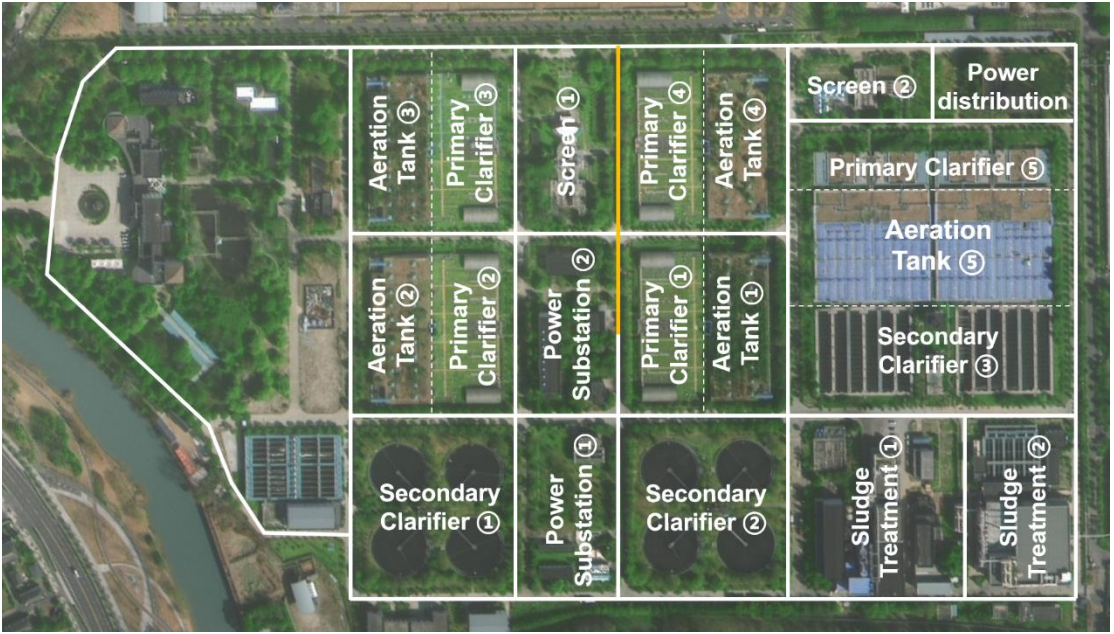 Aeration
Tank ③
Primary
Clarifier ③
Screen ①
Primary
Clarifier ④
Aeration
Tank ④
Screen ②
Power
distribution
Primary Clarifier ⑤
Aeration
Tank ⑤
Secondary
Clarifier ③
Aeration
Tank ②
Primary
Clarifier ②
Power
Substation ②
Primary
Clarifier ①
Aeration
Tank ①
Secondary
Clarifier ①
Power
Substation ①
Secondary
Clarifier ②
Sludge
Treatment ①
Sludge
Treatment ②